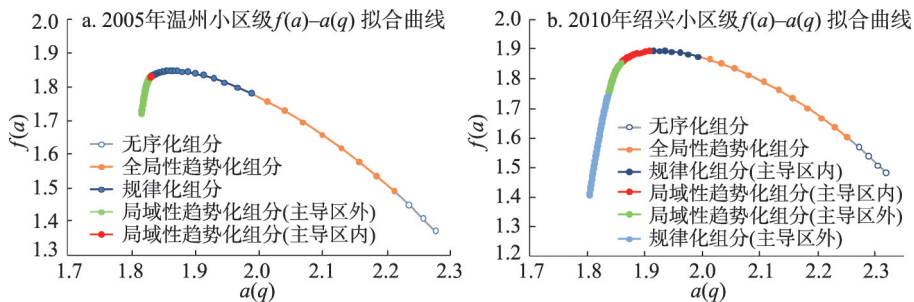 a. 2005年温州小区级f(a)–a(q) 拟合曲线
f(a)
2.0
1.9
1.8
1.7
1.6
1.5
1.4
1.3
1.7 1.8 1.9 2.0 2.1 2.2 2.3
a(q)
无序化组分
全局性趋势化组分
规律化组分
局域性趋势化组分(主导区外)
局域性趋势化组分(主导区内)
b. 2010年绍兴小区级f(a)–a(q) 拟合曲线
f(a)
2.0
1.9
1.8
1.7
1.6
1.5
1.4
1.3
1.2
1.7 1.8 1.9 2.0 2.1 2.2 2.3
a(q)
无序化组分
全局性趋势化组分
规律化组分(主导区内)
局域性趋势化组分(主导区内)
局域性趋势化组分(主导区外)
规律化组分(主导区外)